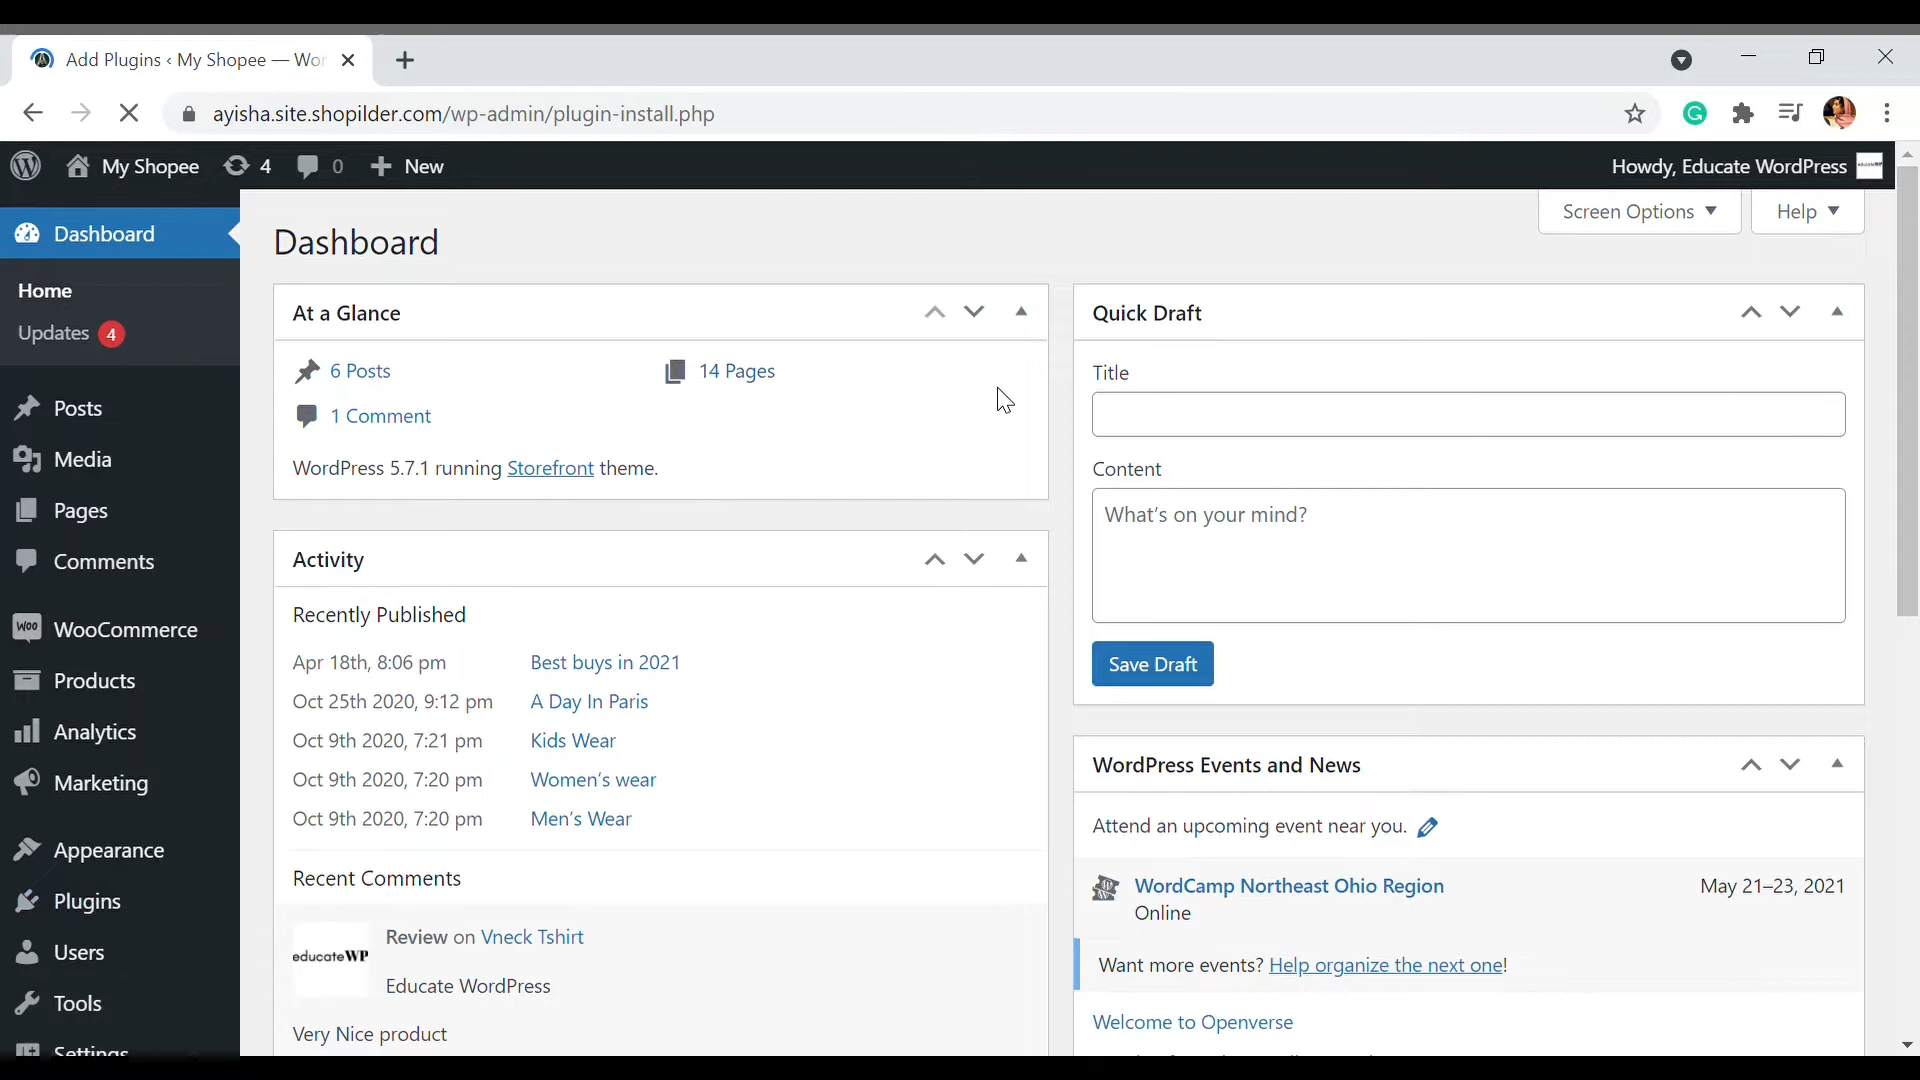 Add Plugins ‹ My Shopee — Wor
ayisha.site.shopilder.com/wp-admin/plugin-install.php
My Shopee 4 0 New Howdy, Educate WordPress
Screen Options Help
Dashboard
Home
Updates 4
Posts
Media
Pages
Comments
WooCommerce
Products
Analytics
Marketing
Appearance
Plugins
Users
Tools
Settings
Dashboard
At a Glance
6 Posts 14 Pages
1 Comment
WordPress 5.7.1 running Storefront theme.
Activity
Recently Published
Apr 18th, 8:06 pm Best buys in 2021
Oct 25th 2020, 9:12 pm A Day In Paris
Oct 9th 2020, 7:21 pm Kids Wear
Oct 9th 2020, 7:20 pm Women's wear
Oct 9th 2020, 7:20 pm Men's Wear
Recent Comments
educateWP
Review on Vneck Tshirt
Educate WordPress
Very Nice product
Quick Draft
Title
Content
What's on your mind?
Save Draft
WordPress Events and News
Attend an upcoming event near you.
WordCamp Northeast Ohio Region May 21–23, 2021
Online
Want more events? Help organize the next one!
Welcome to Openverse